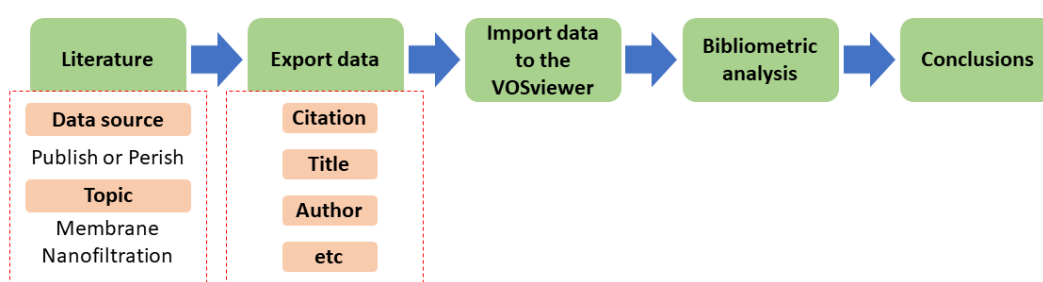 Literature
Export data
Import data
to the
VOSviewer
Bibliometric
analysis
Conclusions
Data source
Publish or Perish
Topic
Membrane
Nanofiltration
Citation
Title
Author
etc